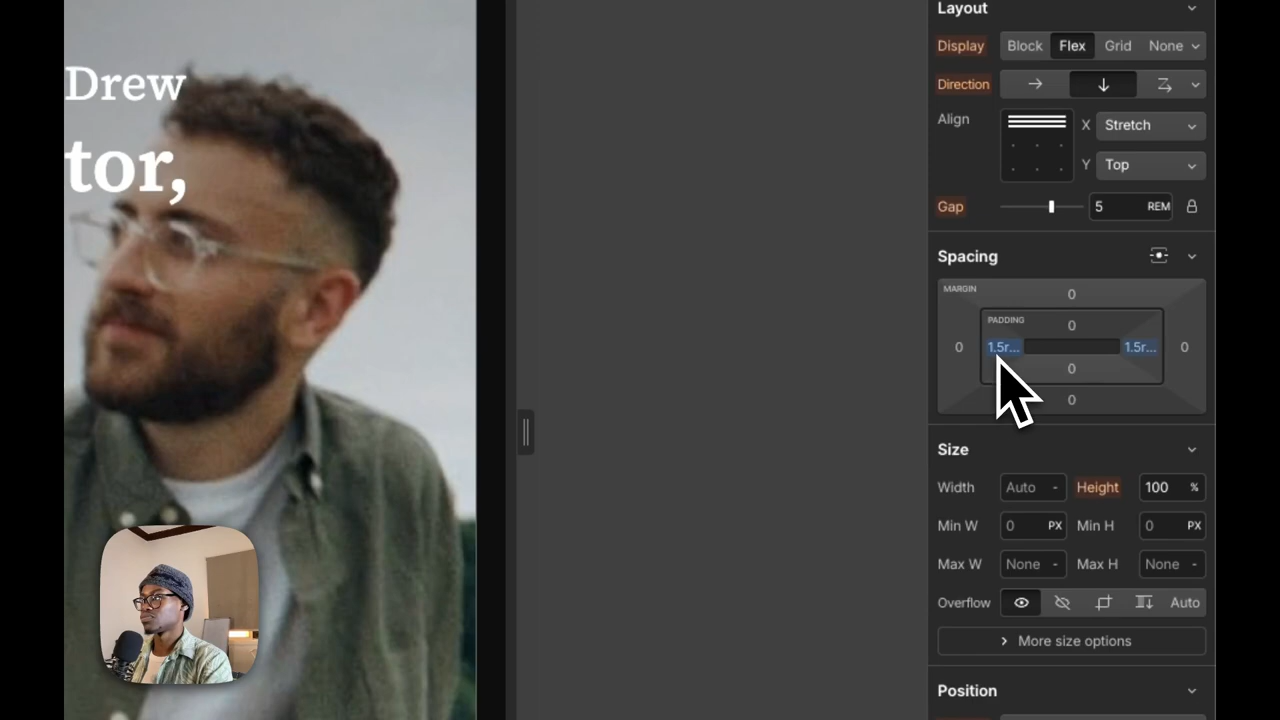 Drew
tor,
Layout
Display Block Flex Grid None
Direction
Align X Stretch
Y Top
Gap 5 REM
Spacing
MARGIN 0
PADDING 0
0 1.5r... 1.5r... 0
0
0
Size
Width Auto - Height 100 %
Min W 0 PX Min H 0 PX
Max W None - Max H None -
Overflow Auto
More size options
Position